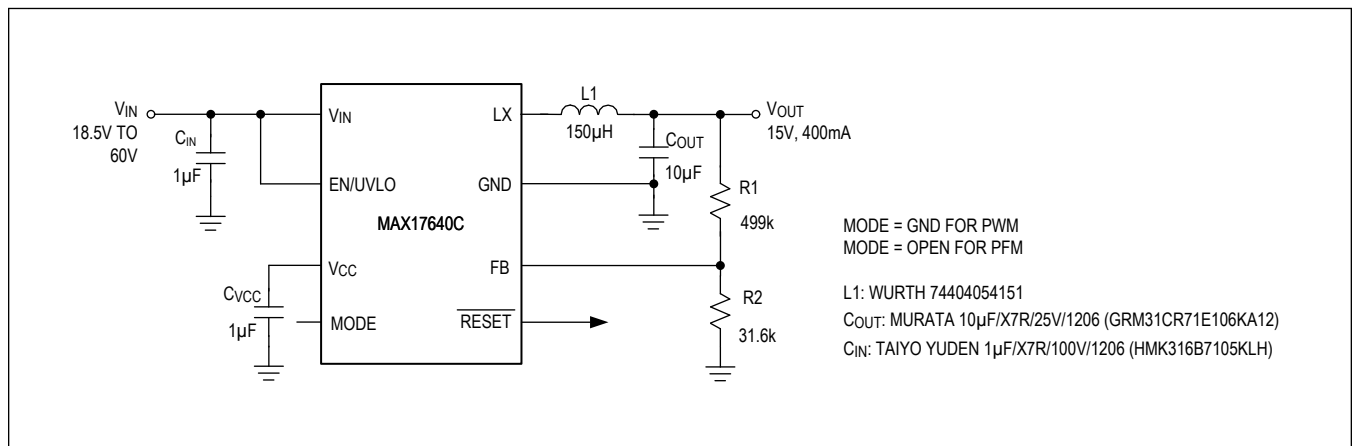 VIN
18.5V TO
60V
CIN
1µF
VIN
EN/UVLO
VCC
CVCC
1µF
MODE
MAX17640C
LX
GND
FB
RESET
L1
150µH
COUT
10µF
VOUT
15V, 400mA
R1
499k
R2
31.6k
MODE = GND FOR PWM
MODE = OPEN FOR PFM
L1: WURTH 74404054151
COUT: MURATA 10µF/X7R/25V/1206 (GRM31CR71E106KA12)
CIN: TAIYO YUDEN 1µF/X7R/100V/1206 (HMK316B7105KLH)